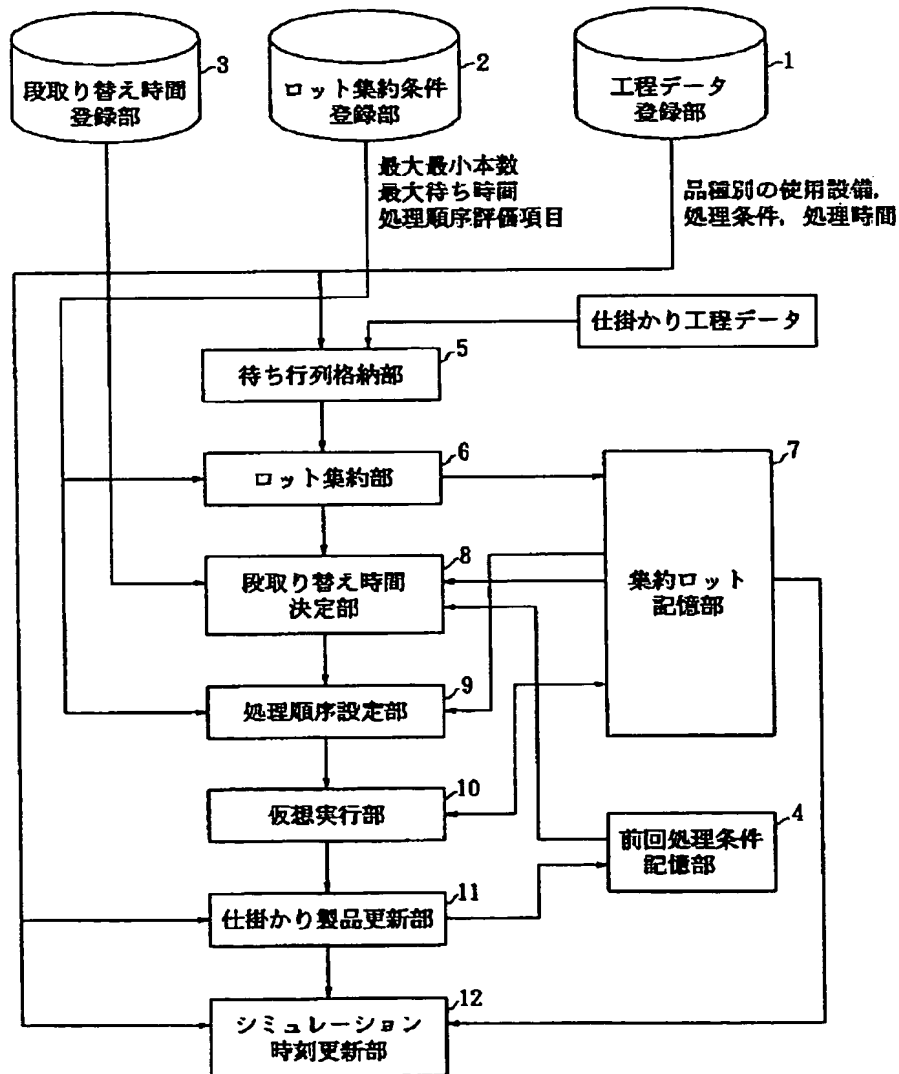 3
段取り替え時間
登録部
2
ロット集約条件
登録部
1
工程データ
登録部
最大最小本数
最大待ち時間
処理順序評価項目
品種別の使用設備,
処理条件, 処理時間
仕掛かり工程データ
5
待ち行列格納部
6
ロット集約部
7
集約ロット
記憶部
8
段取り替え時間
決定部
9
処理順序設定部
10
仮想実行部
4
前回処理条件
記憶部
11
仕掛かり製品更新部
12
シミュレーション
時刻更新部